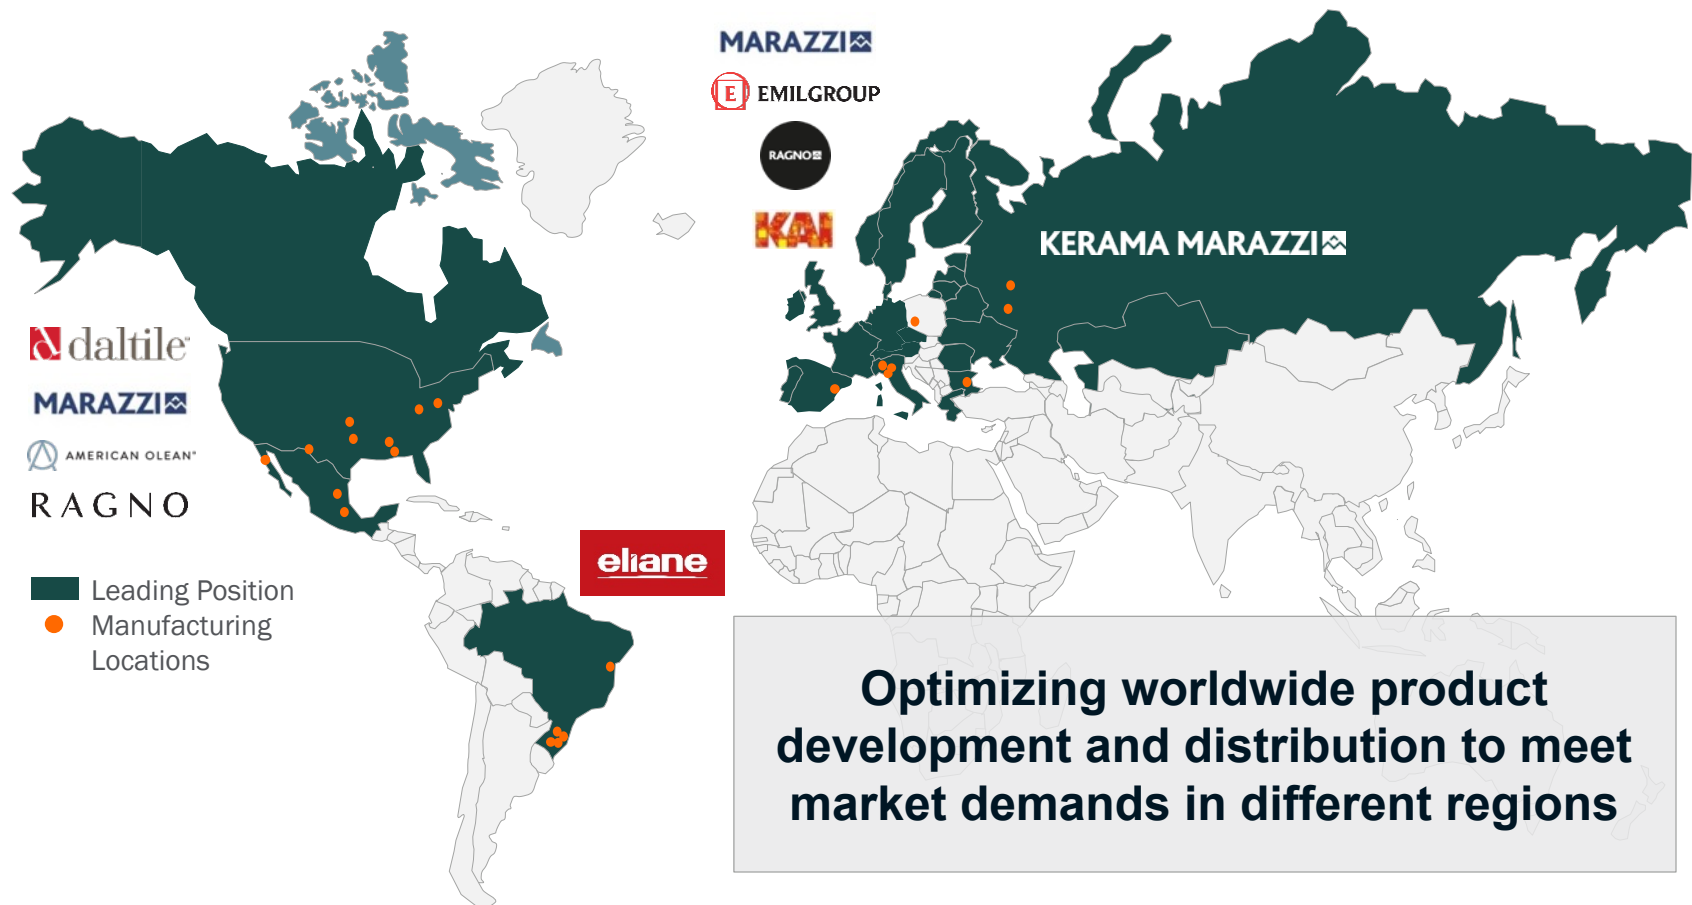 MARAZZI
E EMILGROUP
RAGNO
KAI
KERAMA MARAZZI
daltile
MARAZZI
AMERICAN OLEAN®
RAGNO
eliane
Leading Position
Manufacturing
Locations
Optimizing worldwide product
development and distribution to meet
market demands in different regions